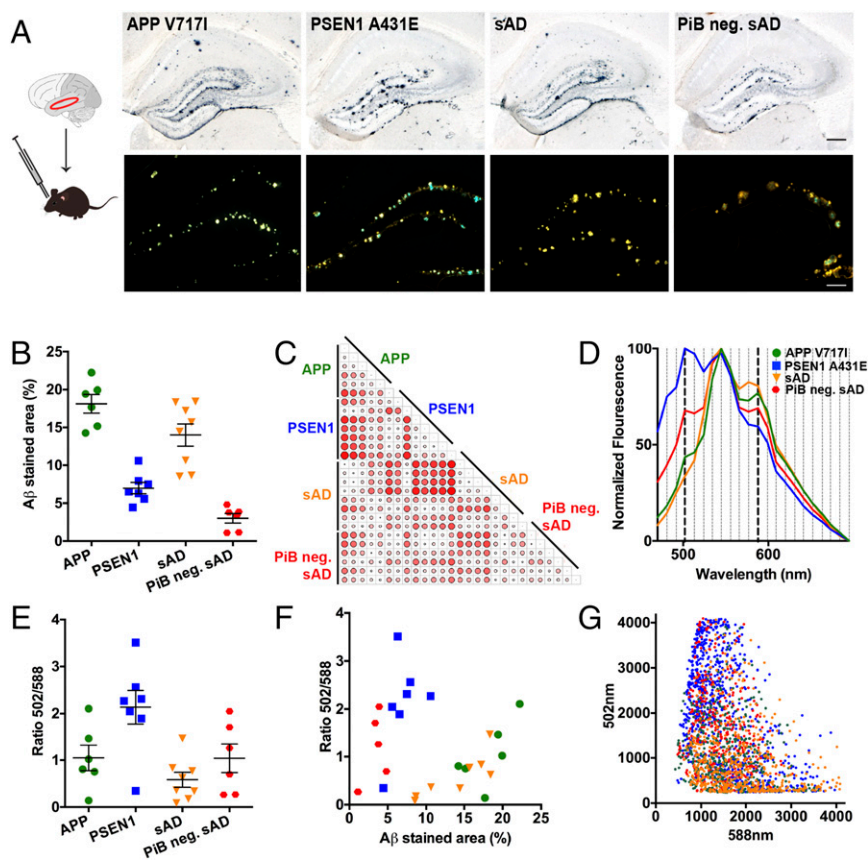 A
APP V717I
PSEN1 A431E
sAD
PiB neg. sAD
B
Aβ stained area (%)
25
20
15
10
5
0
APP
PSEN1
sAD
PiB neg. sAD
C
APP
PSEN1
sAD
PiB neg.
sAD
APP
PSEN1
sAD
PiB neg.
sAD
D
Normalized Flourescence
100
50
0
500
600
Wavelength (nm)
APP V717I
PSEN1 A431E
sAD
PiB neg. sAD
E
Ratio 502/588
4
3
2
1
0
APP
PSEN1
sAD
PiB neg. sAD
F
Ratio 502/588
4
3
2
1
0
0
5
10
15
20
25
Aβ stained area (%)
G
502nm
4000
3000
2000
1000
0
0
1000
2000
3000
4000
588nm